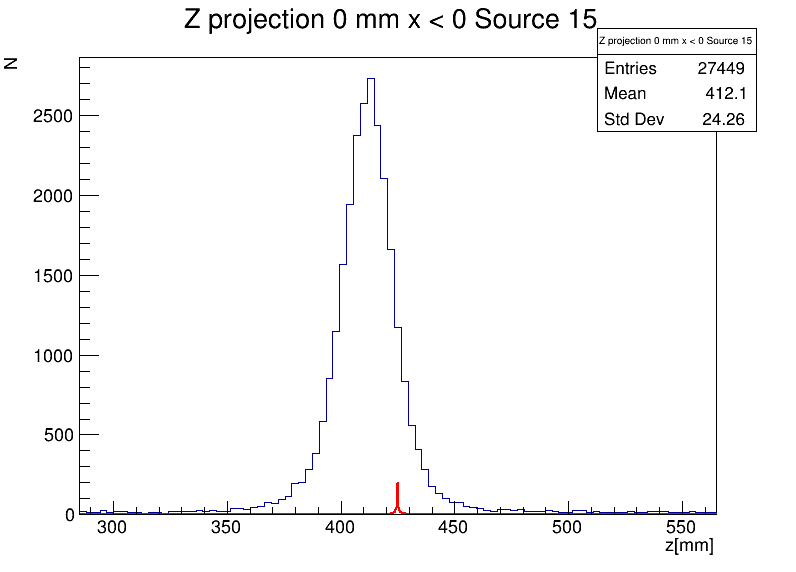 Z projection 0 mm x < 0 Source 15
Z projection 0 mm x < 0 Source 15
Entries 27449
Mean 412.1
Std Dev 24.26
N
2500
2000
1500
1000
500
0
300 350 400 450 500 550
z[mm]